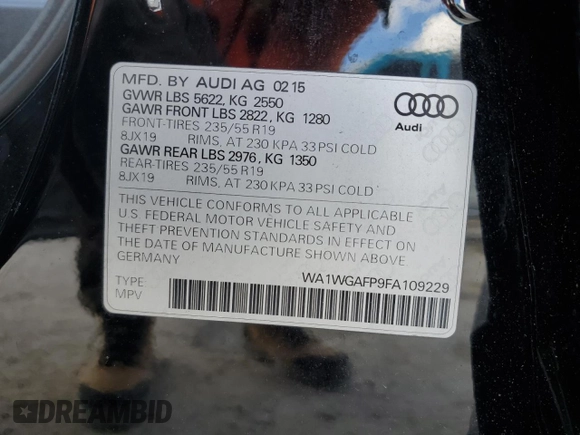 MFD. BY AUDI AG 02 15
GVWR LBS 5622, KG 2550
GAWR FRONT LBS 2822, KG 1280
FRONT-TIRES 235/55 R19
8JX19 RIMS, AT 230 KPA 33 PSI COLD
GAWR REAR LBS 2976, KG 1350
REAR-TIRES 235/55 R19
8JX19 RIMS, AT 230 KPA 33 PSI COLD
Audi
THIS VEHICLE CONFORMS TO ALL APPLICABLE
U.S. FEDERAL MOTOR VEHICLE SAFETY AND
THEFT PREVENTION STANDARDS IN EFFECT ON
THE DATE OF MANUFACTURE SHOWN ABOVE.
GERMANY
WA1WGAFP9FA109229
TYPE:
MPV
DREAMBID